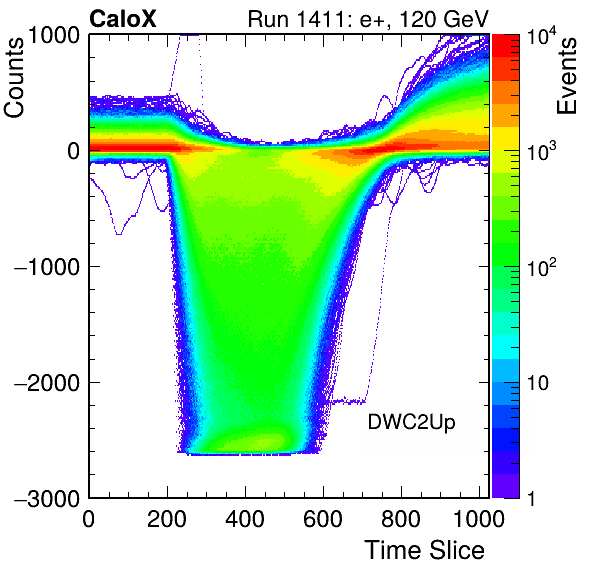 CaloX Run 1411: e+, 120 GeV
Counts
Events
1000
0
−1000
−2000
−3000
10⁴
10³
10²
10
1
DWC2Up
0 200 400 600 800 1000
Time Slice